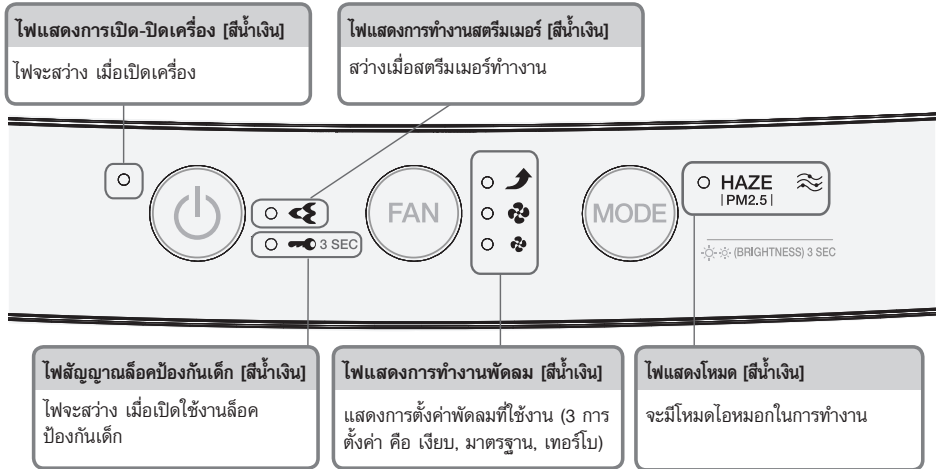 ไฟแสดงการเปิด-ปิดเครื่อง [สีน้ำเงิน]
ไฟจะสว่าง เมื่อเปิดเครื่อง
ไฟแสดงการทำงานสตรีมเมอร์ [สีน้ำเงิน]
สว่างเมื่อสตรีมเมอร์ทำางาน
3 SEC
FAN
MODE
HAZE
|PM2.5|
(BRIGHTNESS) 3 SEC
ไฟสัญญาณล็อคป้องกันเด็ก [สีน้ำเงิน]
ไฟจะสว่าง เมื่อเปิดใช้งานล็อค
ป้องกันเด็ก
ไฟแสดงการทำงานพัดลม [สีน้ำเงิน]
แสดงการตั้งค่าพัดลมที่ใช้งาน (3 การ
ตั้งค่า คือ เงียบ, มาตรฐาน, เทอร์โบ)
ไฟแสดงโหมด [สีน้ำเงิน]
จะมีโหมดไอหมอกในการทำงาน